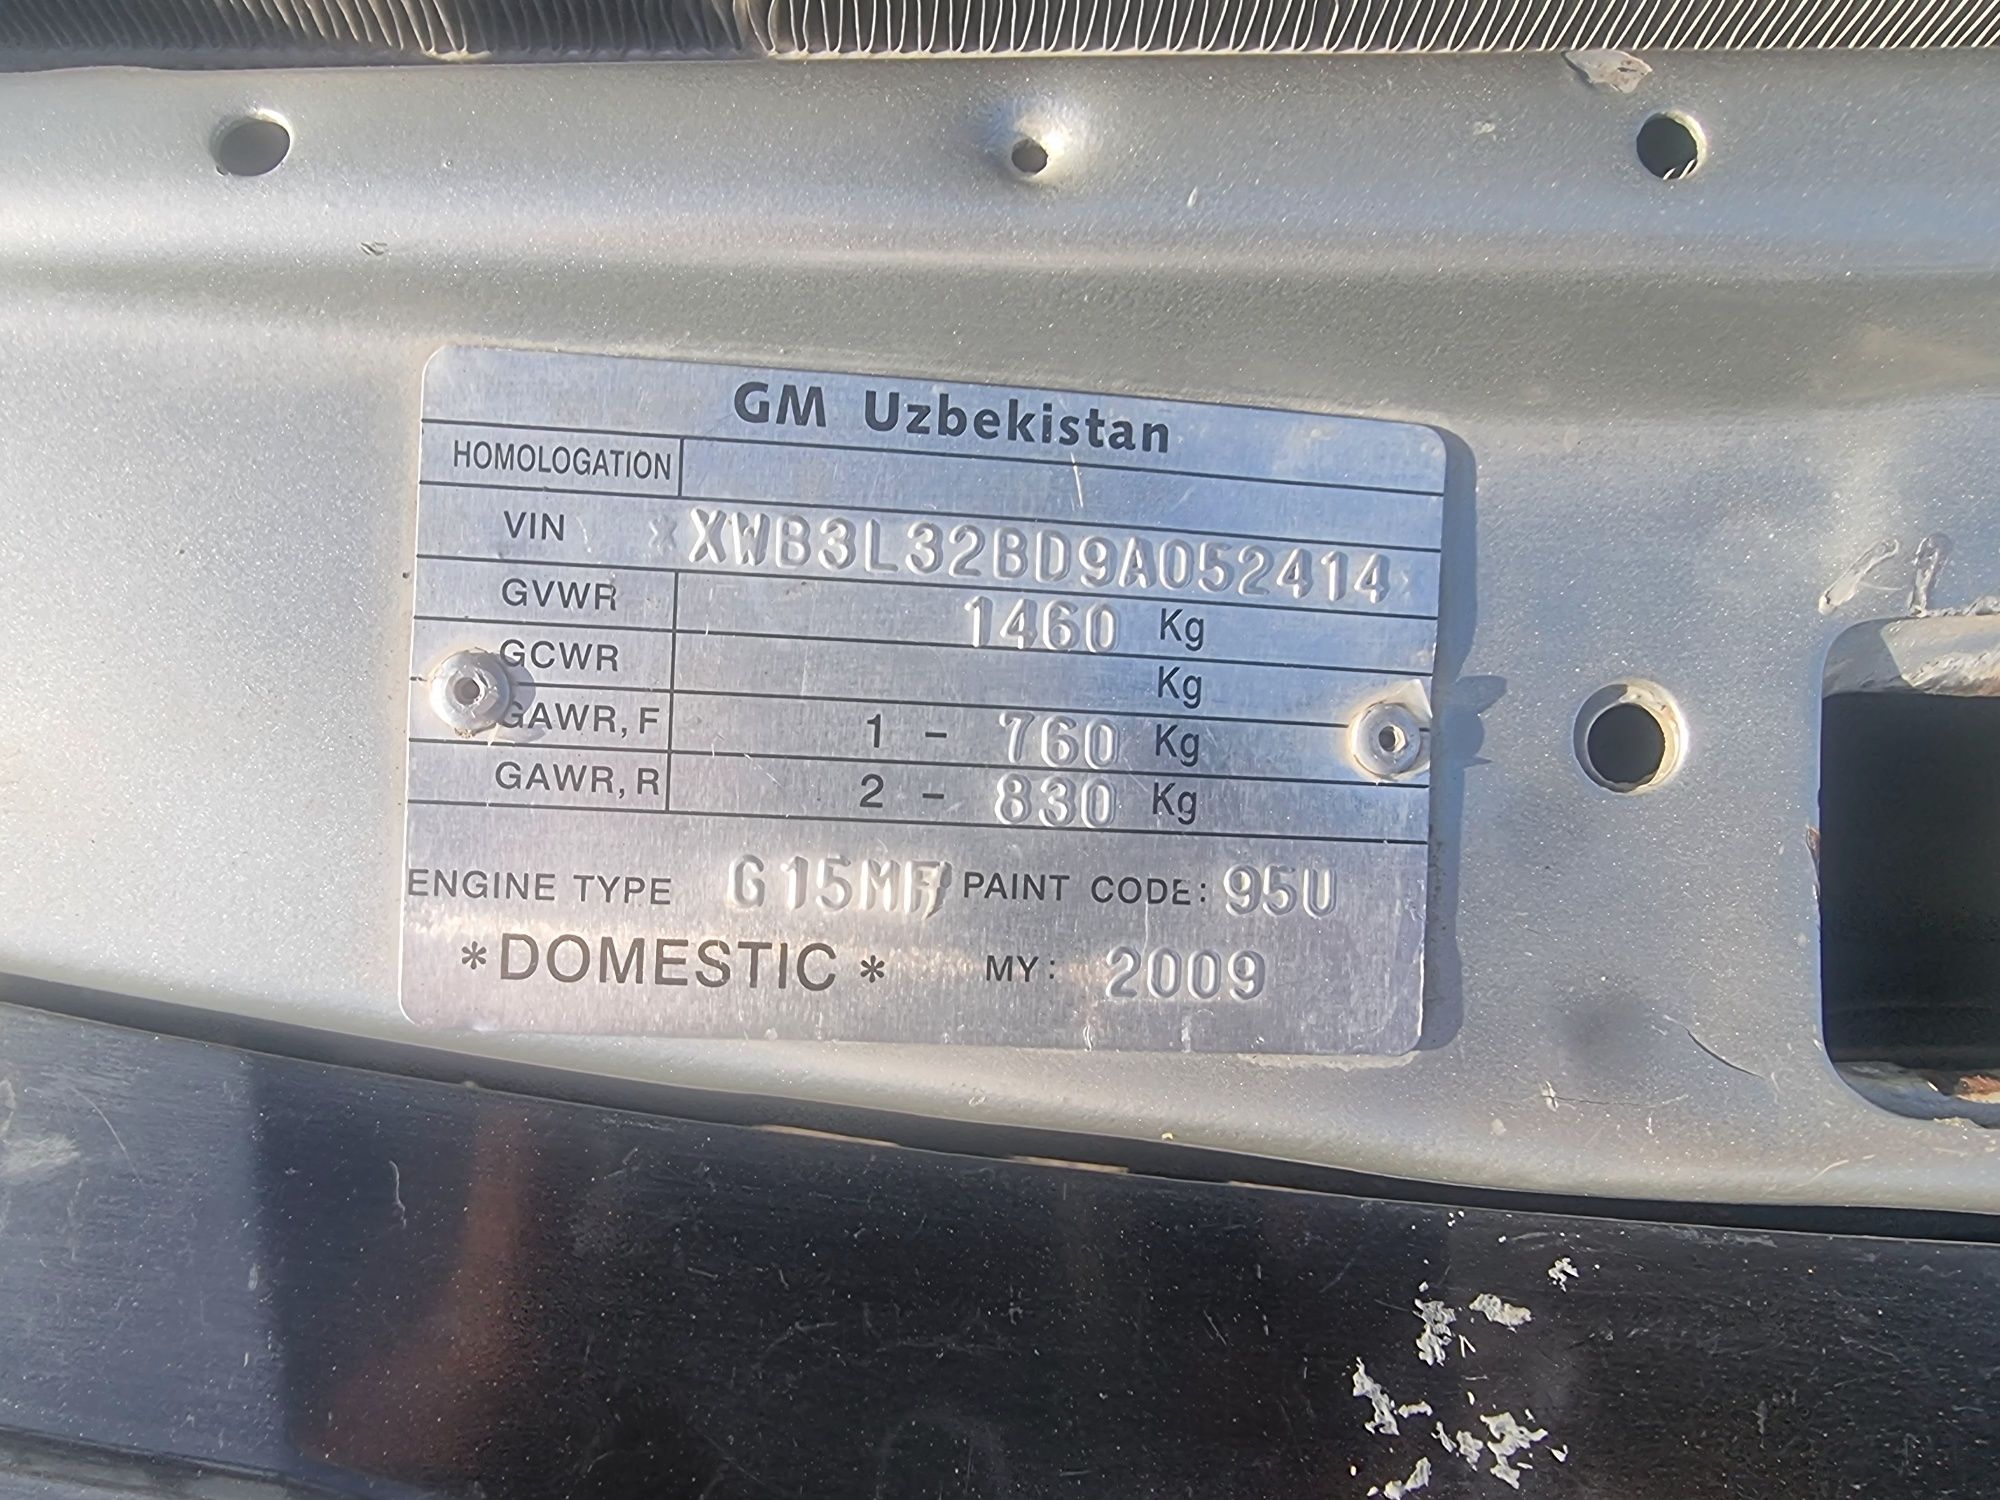 GM Uzbekistan
HOMOLOGATION
VIN *XWB3L32BD9A052414*
GVWR 1460 Kg
GCWR Kg
GAWR, F 1 - 760 Kg
GAWR, R 2 - 830 Kg
ENGINE TYPE G15MF PAINT CODE: 95U
*DOMESTIC* MY: 2009